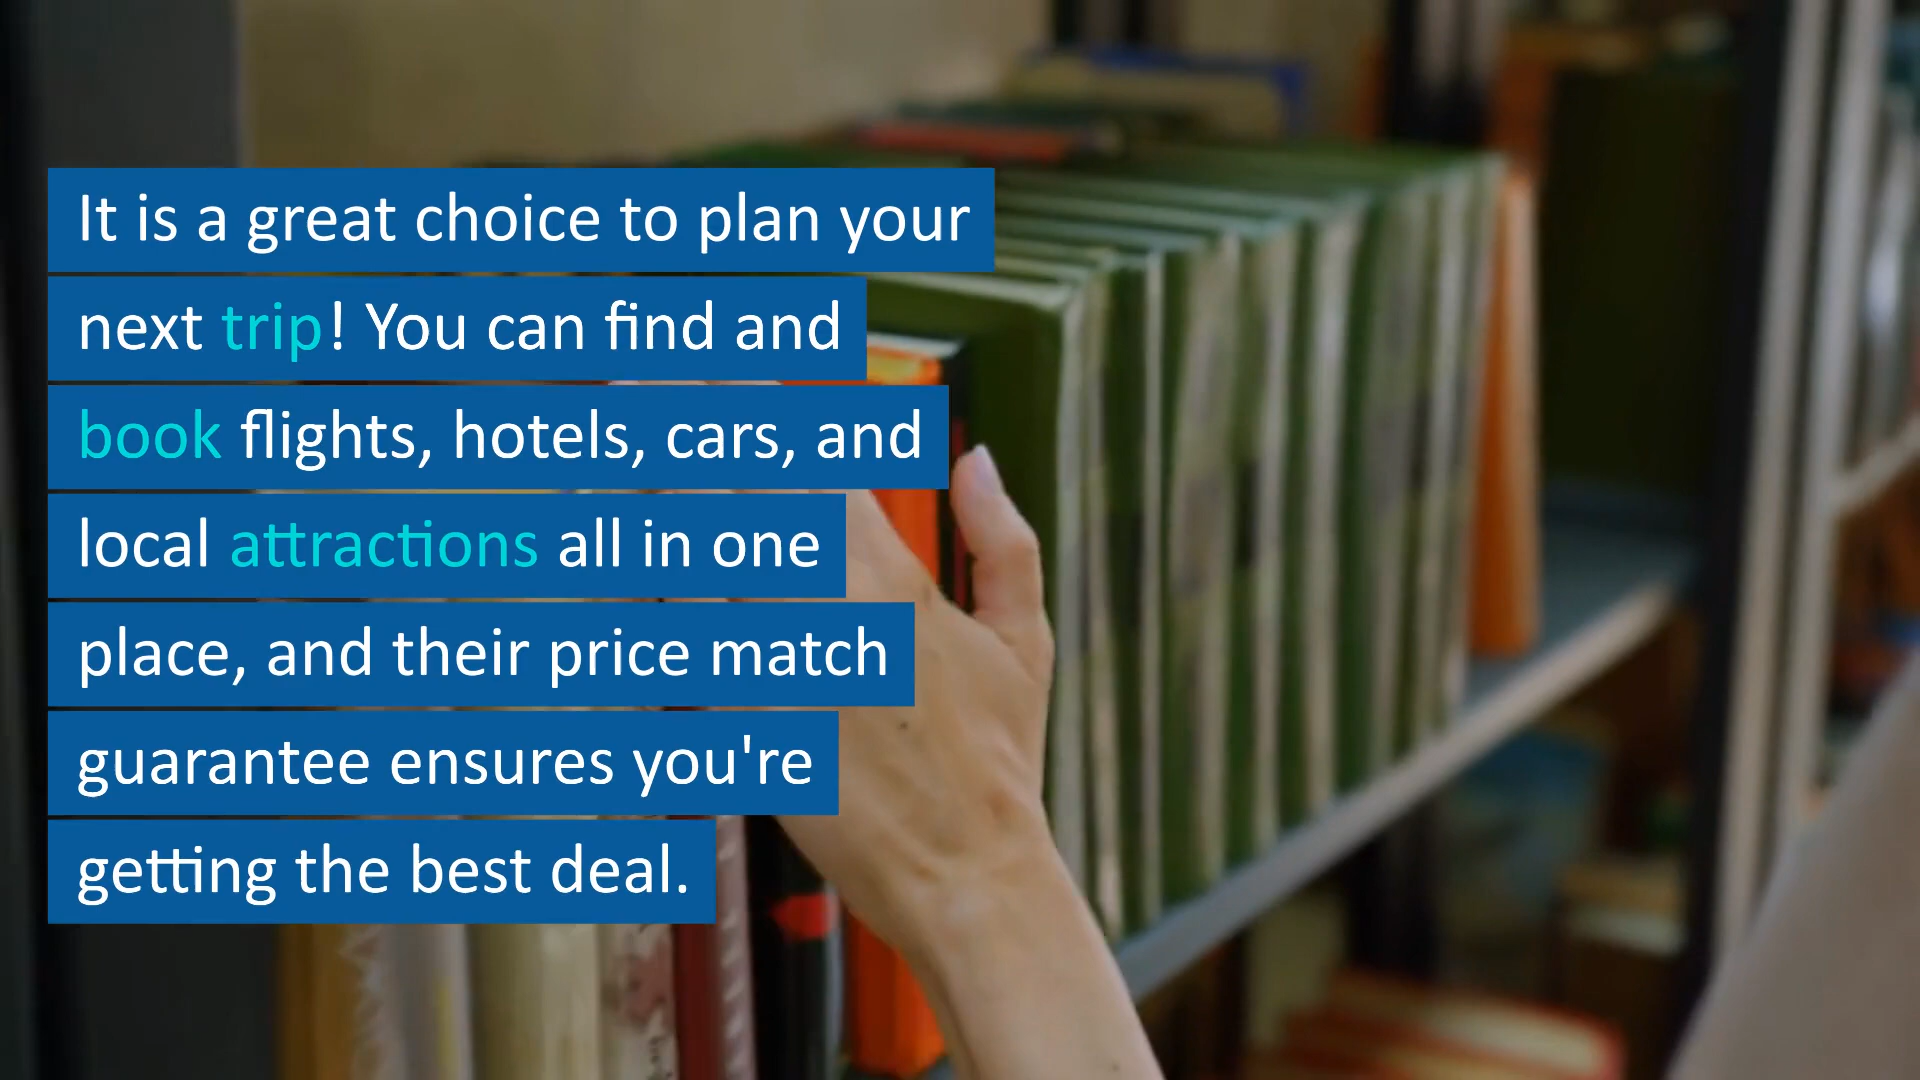 It is a great choice to plan your
next trip! You can find and
book flights, hotels, cars, and
local attractions all in one
place, and their price match
guarantee ensures you're
getting the best deal.